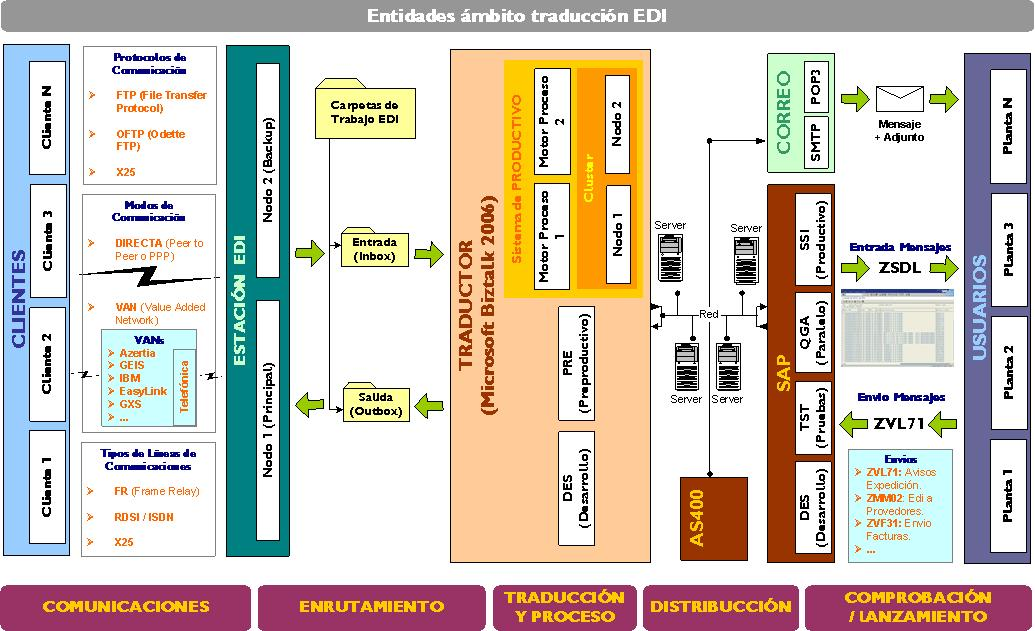 Entidades ámbito traducción EDI
CLIENTES
Cliente N
Cliente 3
Cliente 2
Cliente 1
Protocolos de
Comunicación
FTP (File Transfer
Protocol)
OFTP (Odette
FTP)
X25
Modos de
Comunicación
DIRECTA (Peer to
Peer o PPP)
VAN (Value Added
Network)
VANs
Azertia
GEIS
IBM
EasyLink
GXS
...
Telefónica
Tipos de Líneas de
Comunicaciones
FR (Frame Relay)
RDSI / ISDN
X25
ESTACIÓN EDI
Nodo 2 (Backup)
Nodo 1 (Principal)
Carpetas de
Trabajo EDI
Entrada
(Inbox)
Salida
(Outbox)
TRADUCTOR
(Microsoft Biztalk 2006)
Sistema de PRODUCTIVO
Motor Proceso
2
Motor Proceso
1
Cluster
Nodo 2
Nodo 1
PRE
(Preproductivo)
DES
(Desarrollo)
Server
Server
Red
Server
Server
AS400
CORREO
POP3
SMTP
SAP
SSI
(Productivo)
QGA
(Paralelo)
TST
(Pruebas)
DES
(Desarrollo)
Mensaje
+ Adjunto
Entrada Mensajes
ZSDL
Envio Mensajes
ZVL71
Envios
ZVL71: Avisos
Expedición.
ZMM02: Edi a
Provedores.
ZVF31: Envio
Facturas.
...
USUARIOS
Planta N
Planta 3
Planta 2
Planta 1
COMUNICACIONES
ENRUTAMIENTO
TRADUCCIÓN
Y PROCESO
DISTRIBUCCIÓN
COMPROBACIÓN
/ LANZAMIENTO